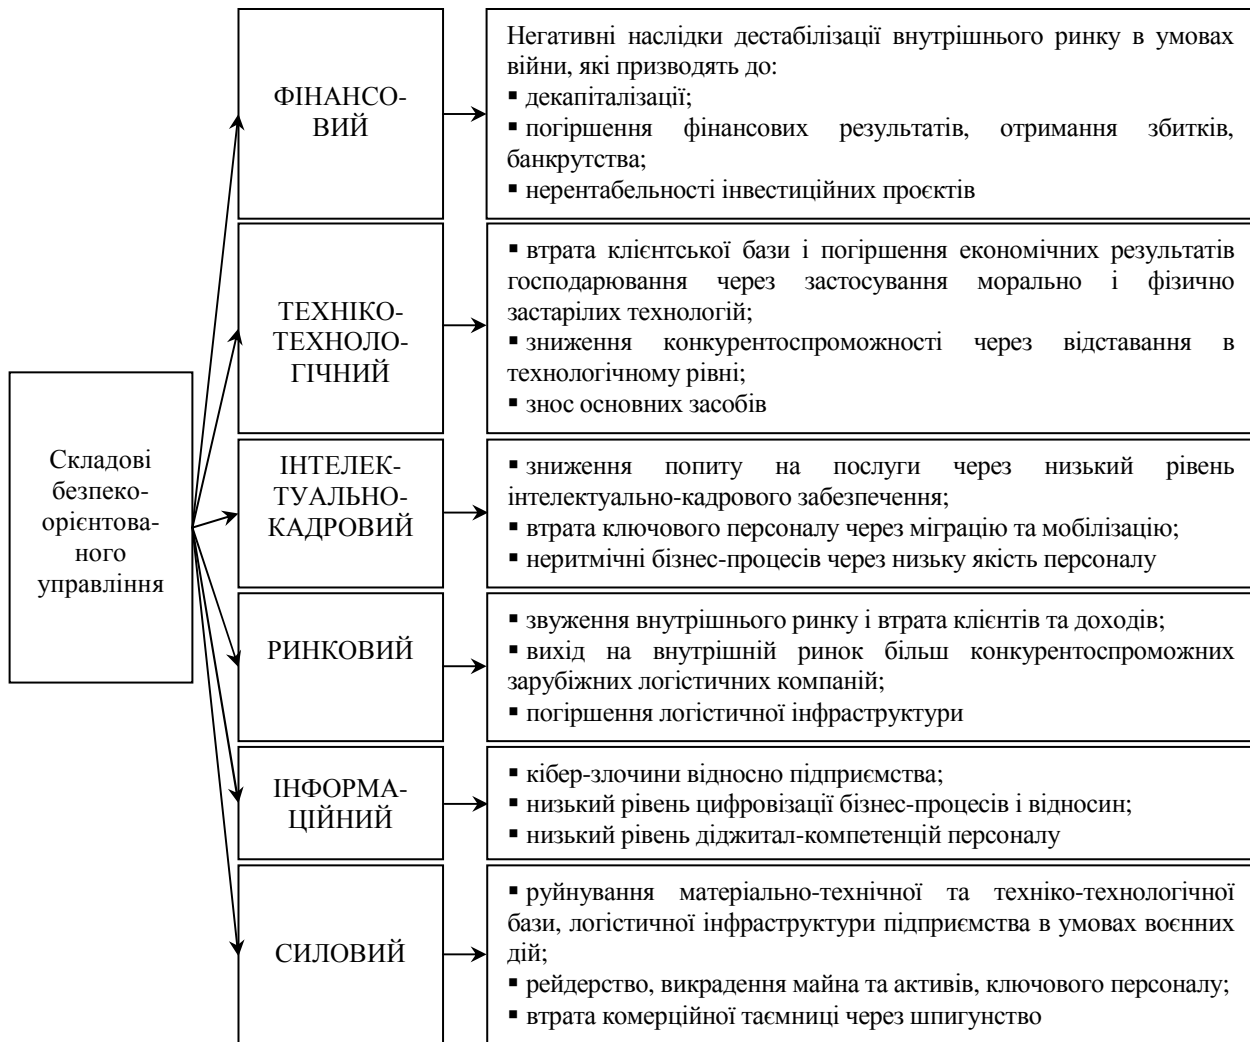 Складові
безпеко-
орієнтова-
ного
управління
ФІНАНСО-
ВИЙ
Негативні наслідки дестабілізації внутрішнього ринку в умовах
війни, які призводять до:
▪ декапіталізації;
▪ погіршення фінансових результатів, отримання збитків,
банкрутства;
▪ нерентабельності інвестиційних проєктів
ТЕХНІКО-
ТЕХНОЛО-
ГІЧНИЙ
▪ втрата клієнтської бази і погіршення економічних результатів
господарювання через застосування морально і фізично
застарілих технологій;
▪ зниження конкурентоспроможності через відставання в
технологічному рівні;
▪ знос основних засобів
ІНТЕЛЕК-
ТУАЛЬНО-
КАДРОВИЙ
▪ зниження попиту на послуги через низький рівень
інтелектуально-кадрового забезпечення;
▪ втрата ключового персоналу через міграцію та мобілізацію;
▪ неритмічні бізнес-процесів через низьку якість персоналу
РИНКОВИЙ
▪ звуження внутрішнього ринку і втрата клієнтів та доходів;
▪ вихід на внутрішній ринок більш конкурентоспроможних
зарубіжних логістичних компаній;
▪ погіршення логістичної інфраструктури
ІНФОРМА-
ЦІЙНИЙ
▪ кібер-злочини відносно підприємства;
▪ низький рівень цифровізації бізнес-процесів і відносин;
▪ низький рівень діджитал-компетенцій персоналу
СИЛОВИЙ
▪ руйнування матеріально-технічної та техніко-технологічної
бази, логістичної інфраструктури підприємства в умовах воєнних
дій;
▪ рейдерство, викрадення майна та активів, ключового персоналу;
▪ втрата комерційної таємниці через шпигунство